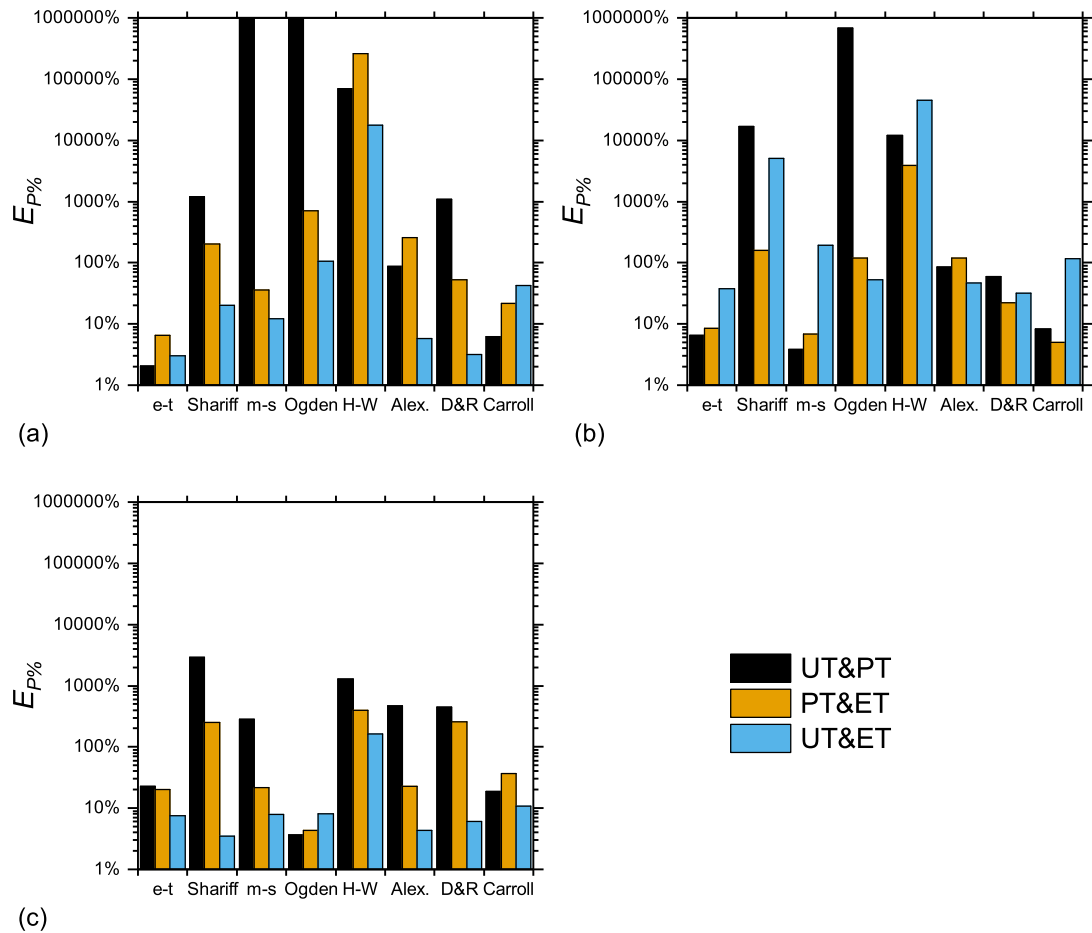 1000000%
100000%
10000%
1000%
100%
10%
1%
E_P%
e-t Shariff m-s Ogden H-W Alex. D&R Carroll
(a)
1000000%
100000%
10000%
1000%
100%
10%
1%
E_P%
e-t Shariff m-s Ogden H-W Alex. D&R Carroll
(b)
1000000%
100000%
10000%
1000%
100%
10%
1%
E_P%
e-t Shariff m-s Ogden H-W Alex. D&R Carroll
(c)
UT&PT
PT&ET
UT&ET